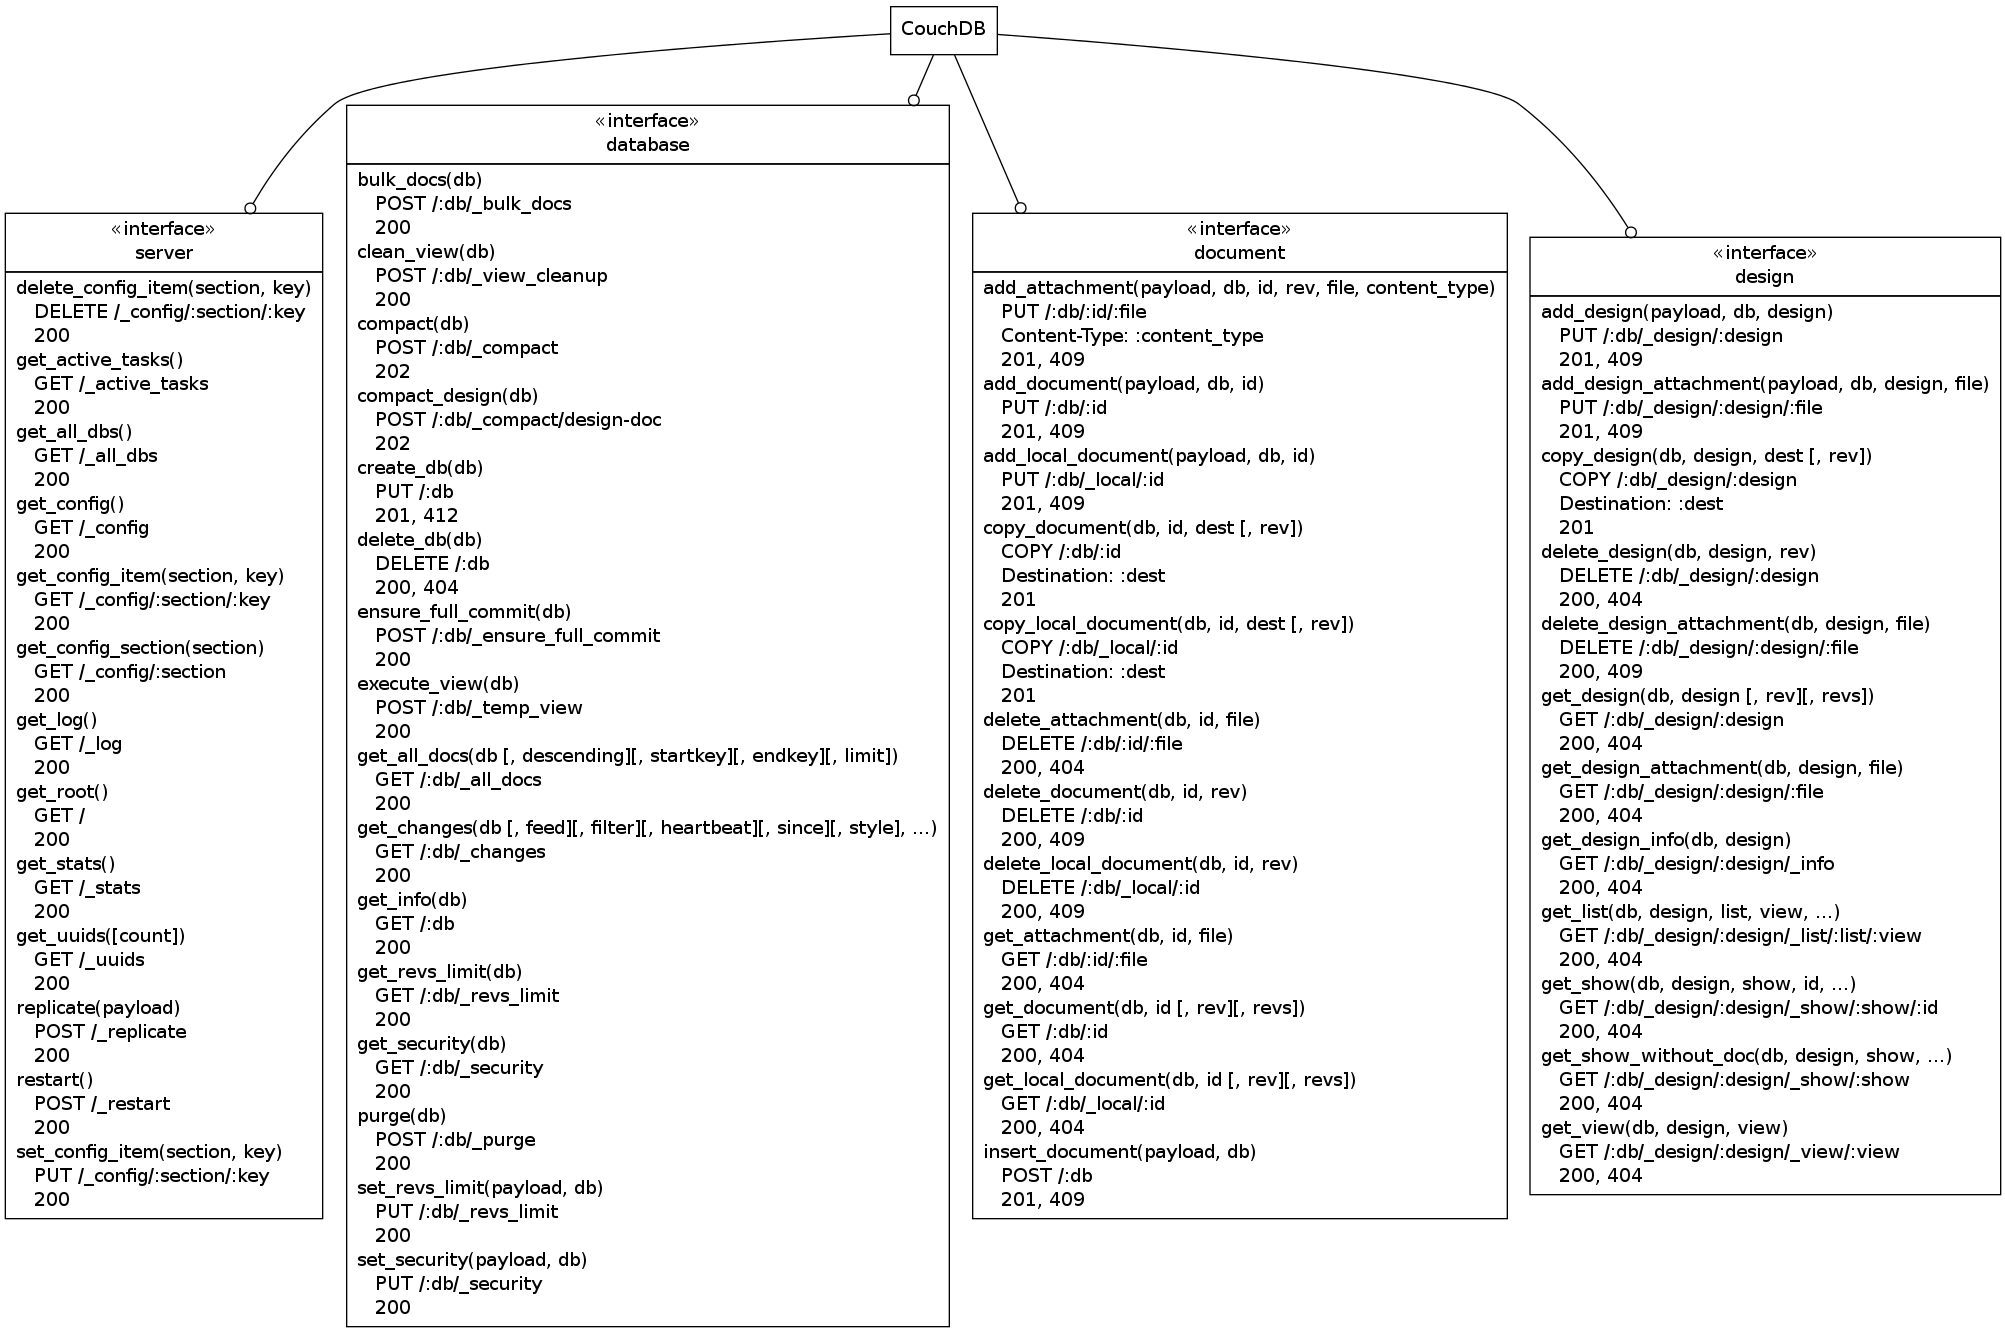 CouchDB
«interface»
server
delete_config_item(section, key)
DELETE /_config/:section/:key
200
get_active_tasks()
GET /_active_tasks
200
get_all_dbs()
GET /_all_dbs
200
get_config()
GET /_config
200
get_config_item(section, key)
GET /_config/:section/:key
200
get_config_section(section)
GET /_config/:section
200
get_log()
GET /_log
200
get_root()
GET /
200
get_stats()
GET /_stats
200
get_uuids([count])
GET /_uuids
200
replicate(payload)
POST /_replicate
200
restart()
POST /_restart
200
set_config_item(section, key)
PUT /_config/:section/:key
200
«interface»
database
bulk_docs(db)
POST /:db/_bulk_docs
200
clean_view(db)
POST /:db/_view_cleanup
200
compact(db)
POST /:db/_compact
202
compact_design(db)
POST /:db/_compact/design-doc
202
create_db(db)
PUT /:db
201, 412
delete_db(db)
DELETE /:db
200, 404
ensure_full_commit(db)
POST /:db/_ensure_full_commit
200
execute_view(db)
POST /:db/_temp_view
200
get_all_docs(db [, descending][, startkey][, endkey][, limit])
GET /:db/_all_docs
200
get_changes(db [, feed][, filter][, heartbeat][, since][, style], ...)
GET /:db/_changes
200
get_info(db)
GET /:db
200
get_revs_limit(db)
GET /:db/_revs_limit
200
get_security(db)
GET /:db/_security
200
purge(db)
POST /:db/_purge
200
set_revs_limit(payload, db)
PUT /:db/_revs_limit
200
set_security(payload, db)
PUT /:db/_security
200
«interface»
document
add_attachment(payload, db, id, rev, file, content_type)
PUT /:db/:id/:file
Content-Type: :content_type
201, 409
add_document(payload, db, id)
PUT /:db/:id
201, 409
add_local_document(payload, db, id)
PUT /:db/_local/:id
201, 409
copy_document(db, id, dest [, rev])
COPY /:db/:id
Destination: :dest
201
copy_local_document(db, id, dest [, rev])
COPY /:db/_local/:id
Destination: :dest
201
delete_attachment(db, id, file)
DELETE /:db/:id/:file
200, 404
delete_document(db, id, rev)
DELETE /:db/:id
200, 409
delete_local_document(db, id, rev)
DELETE /:db/_local/:id
200, 409
get_attachment(db, id, file)
GET /:db/:id/:file
200, 404
get_document(db, id [, rev][, revs])
GET /:db/:id
200, 404
get_local_document(db, id [, rev][, revs])
GET /:db/_local/:id
200, 404
insert_document(payload, db)
POST /:db
201, 409
«interface»
design
add_design(payload, db, design)
PUT /:db/_design/:design
201, 409
add_design_attachment(payload, db, design, file)
PUT /:db/_design/:design/:file
201, 409
copy_design(db, design, dest [, rev])
COPY /:db/_design/:design
Destination: :dest
201
delete_design(db, design, rev)
DELETE /:db/_design/:design
200, 404
delete_design_attachment(db, design, file)
DELETE /:db/_design/:design/:file
200, 409
get_design(db, design [, rev][, revs])
GET /:db/_design/:design
200, 404
get_design_attachment(db, design, file)
GET /:db/_design/:design/:file
200, 404
get_design_info(db, design)
GET /:db/_design/:design/_info
200, 404
get_list(db, design, list, view, ...)
GET /:db/_design/:design/_list/:list/:view
200, 404
get_show(db, design, show, id, ...)
GET /:db/_design/:design/_show/:show/:id
200, 404
get_show_without_doc(db, design, show, ...)
GET /:db/_design/:design/_show/:show
200, 404
get_view(db, design, view)
GET /:db/_design/:design/_view/:view
200, 404